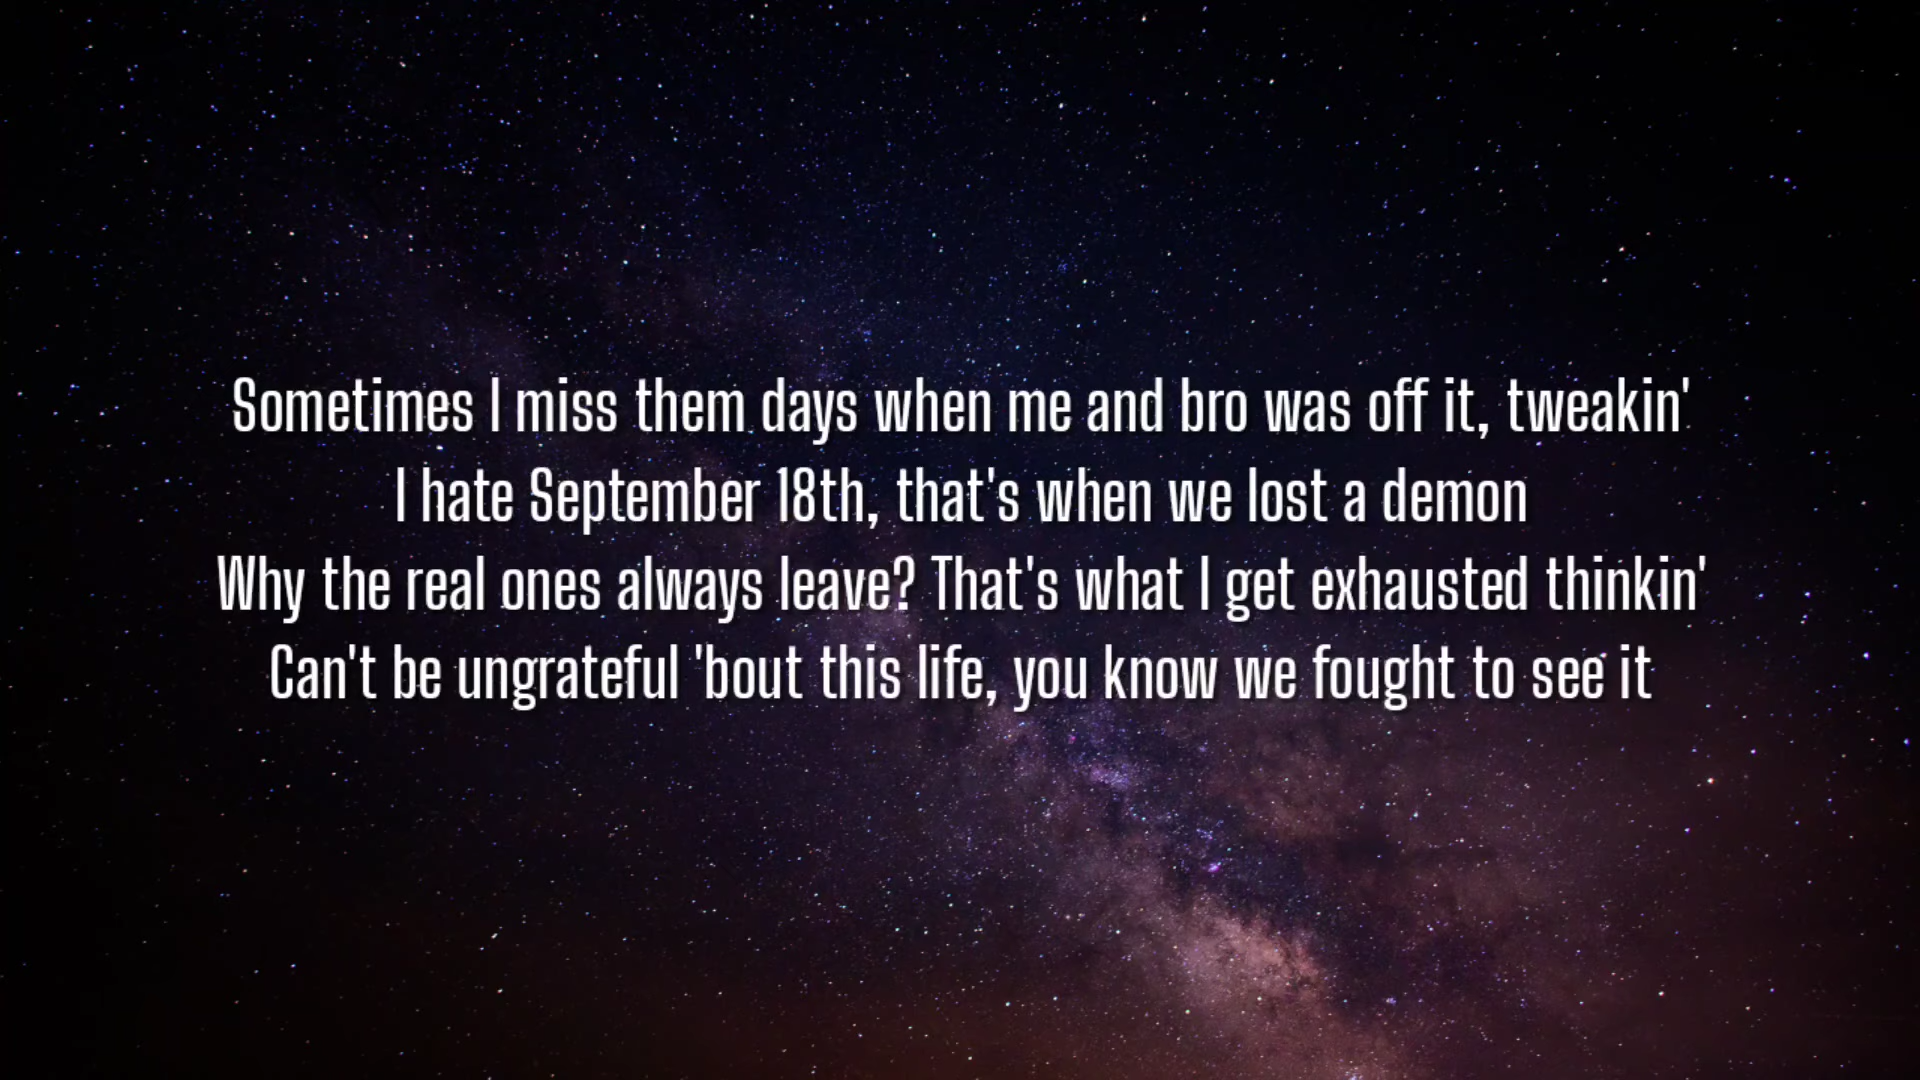 Sometimes I miss them days when me and bro was off it, tweakin'
I hate September 18th, that's when we lost a demon
Why the real ones always leave? That's what I get exhausted thinkin'
Can't be ungrateful 'bout this life, you know we fought to see it